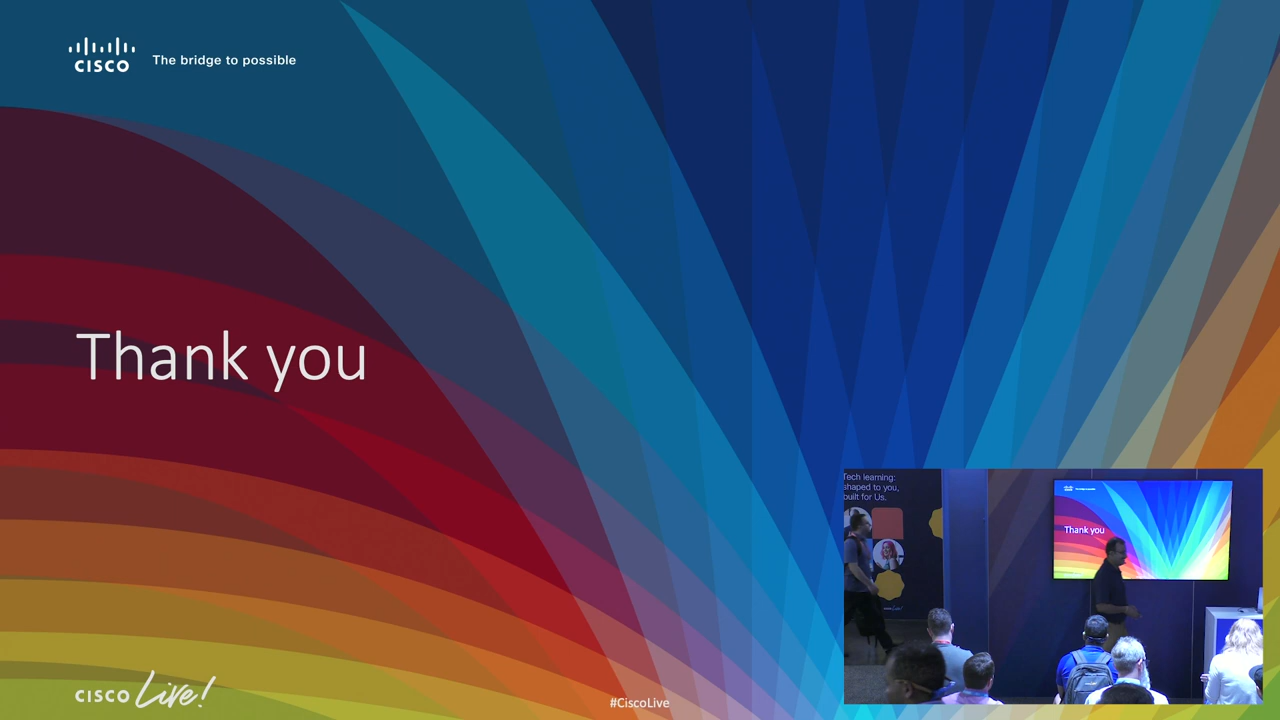 CISCO
The bridge to possible
Thank you
CISCO Live!
#CiscoLive
Tech learning:
shaped to you,
built for Us.
Thank you